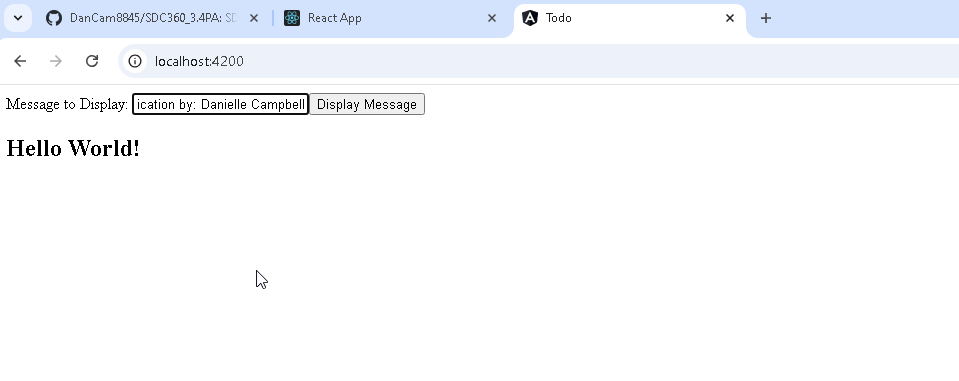 DanCam8845/SDC360_3.4PA: SD
React App
Todo
localhost:4200
Message to Display: ication by: Danielle Campbell Display Message
Hello World!